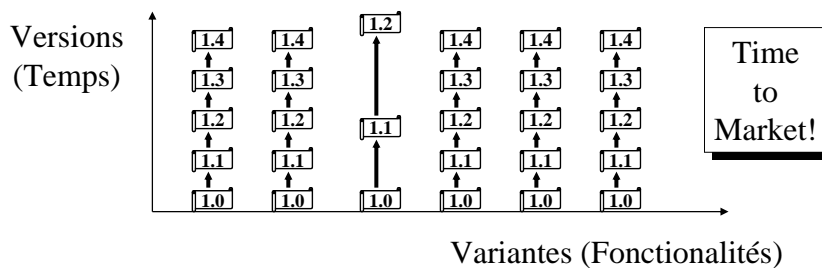 Versions
(Temps)
1.2
1.4 1.4 1.4 1.4 1.4
1.3 1.3 1.3 1.3 1.3
1.2 1.2 1.1 1.2 1.2 1.2
1.1 1.1 1.1 1.1 1.1
1.0 1.0 1.0 1.0 1.0 1.0
Time
to
Market!
Variantes (Fonctionalités)